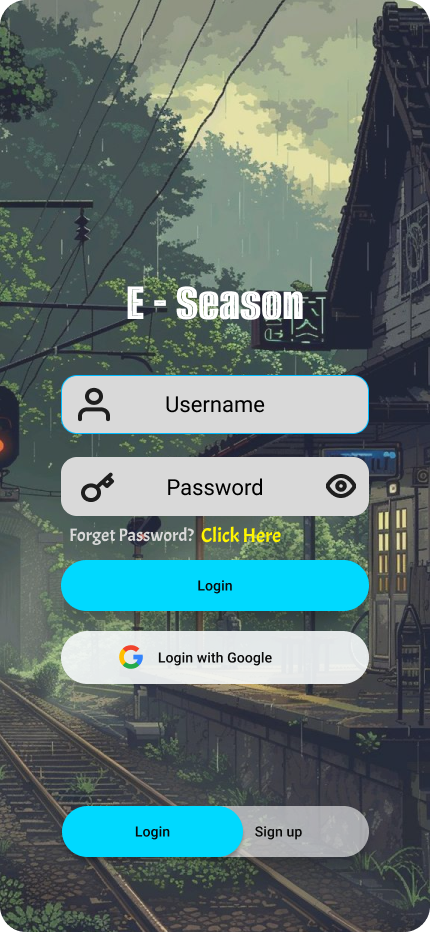 E - Season
Username
Password
Forget Password? Click Here
Login
Login with Google
Login Sign up